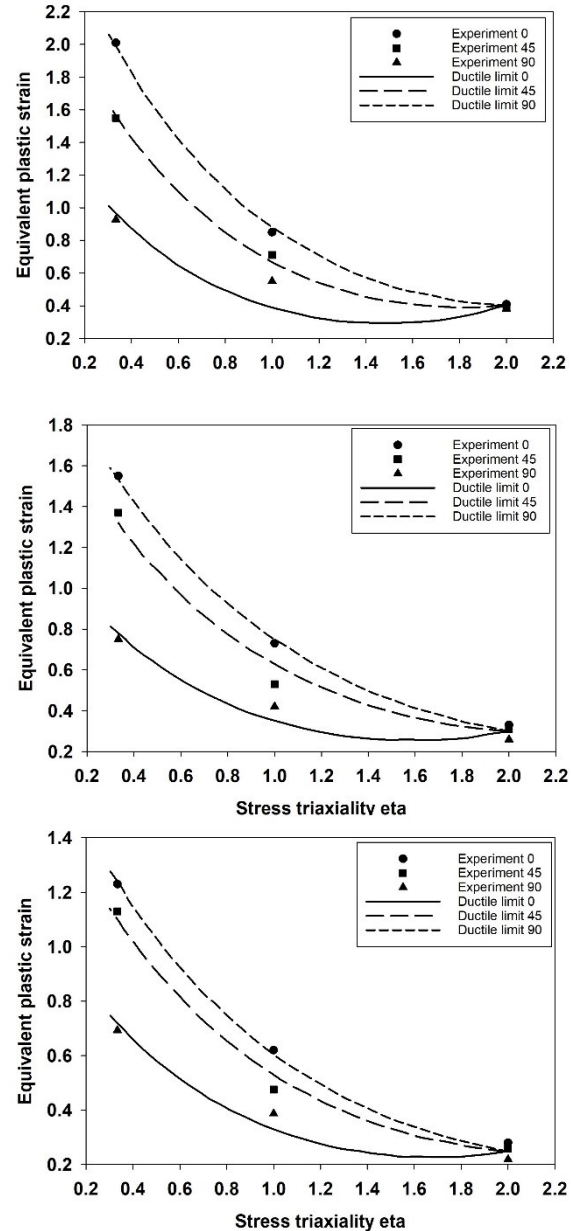 2.2
2.0
1.8
1.6
1.4
1.2
1.0
0.8
0.6
0.4
0.2
Equivalent plastic strain
Experiment 0
Experiment 45
Experiment 90
Ductile limit 0
Ductile limit 45
Ductile limit 90
0.2 0.4 0.6 0.8 1.0 1.2 1.4 1.6 1.8 2.0 2.2
1.8
1.6
1.4
1.2
1.0
0.8
0.6
0.4
0.2
Equivalent plastic strain
Experiment 0
Experiment 45
Experiment 90
Ductile limit 0
Ductile limit 45
Ductile limit 90
0.2 0.4 0.6 0.8 1.0 1.2 1.4 1.6 1.8 2.0 2.2
Stress triaxiality eta
1.4
1.2
1.0
0.8
0.6
0.4
0.2
Equivalent plastic strain
Experiment 0
Experiment 45
Experiment 90
Ductile limit 0
Ductile limit 45
Ductile limit 90
0.2 0.4 0.6 0.8 1.0 1.2 1.4 1.6 1.8 2.0 2.2
Stress triaxiality eta